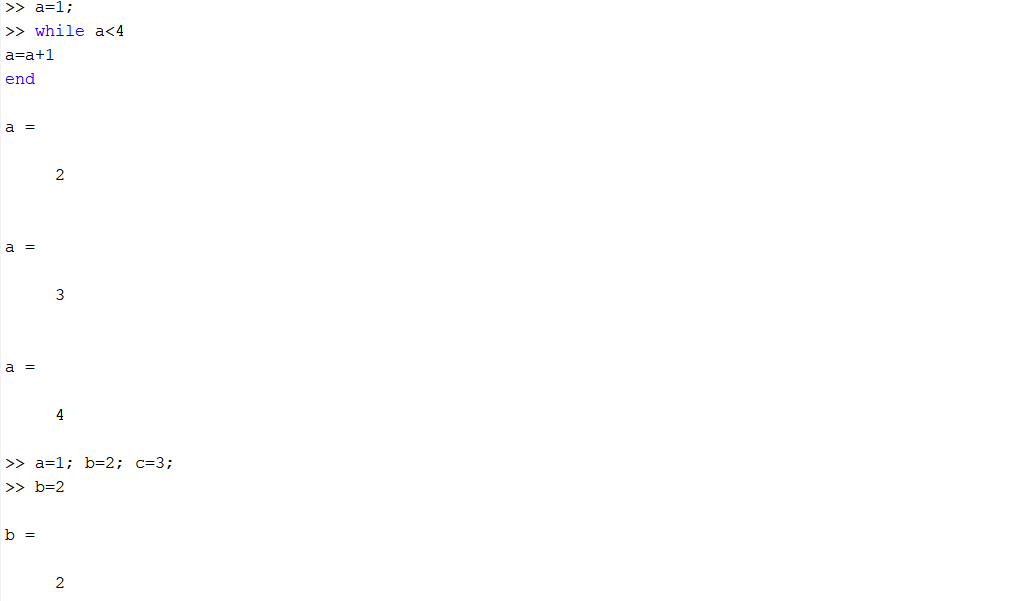 >> a=1;
>> while a<4
a=a+1
end
a =
2
a =
3
a =
4
>> a=1; b=2; c=3;
>> b=2
b =
2